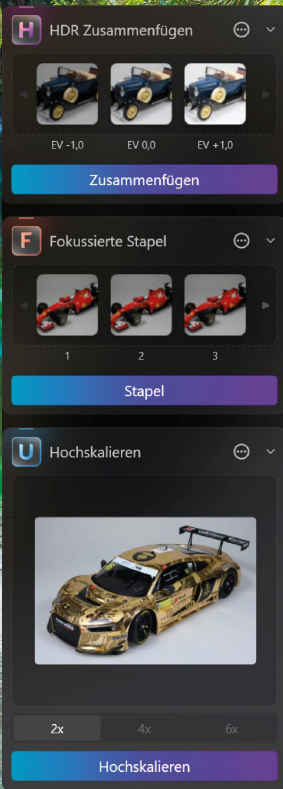 H HDR Zusammenfügen
EV -1,0 EV 0,0 EV +1,0
Zusammenfügen
F Fokussierte Stapel
1 2 3
Stapel
U Hochskalieren
2x 4x 6x
Hochskalieren